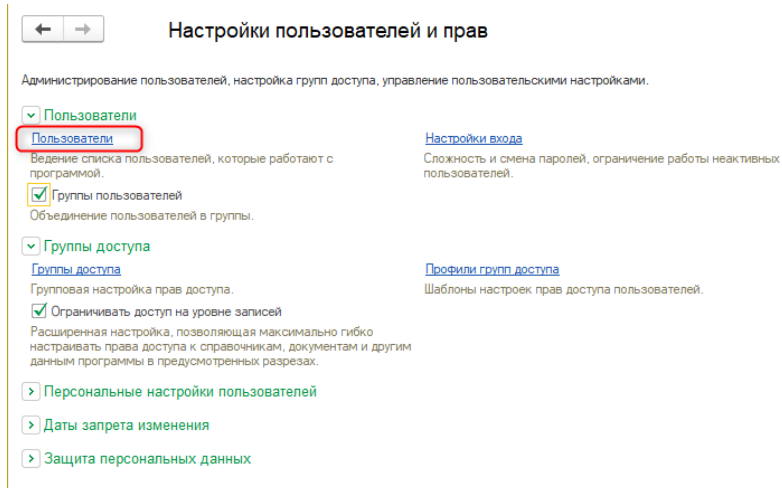 Настройки пользователей и прав
Администрирование пользователей, настройка групп доступа, управление пользовательскими настройками.
Пользователи
Пользователи
Настройки входа
Ведение списка пользователей, которые работают с
программой.
Сложность и смена паролей, ограничение работы неактивных
пользователей.
Группы пользователей
Объединение пользователей в группы.
Группы доступа
Группы доступа
Профили групп доступа
Групповая настройка прав доступа.
Шаблоны настроек прав доступа пользователей.
Ограничивать доступ на уровне записей
Расширенная настройка, позволяющая максимально гибко
настраивать права доступа к справочникам, документам и другим
данным программы в предусмотренных разрезах.
Персональные настройки пользователей
Даты запрета изменения
Защита персональных данных